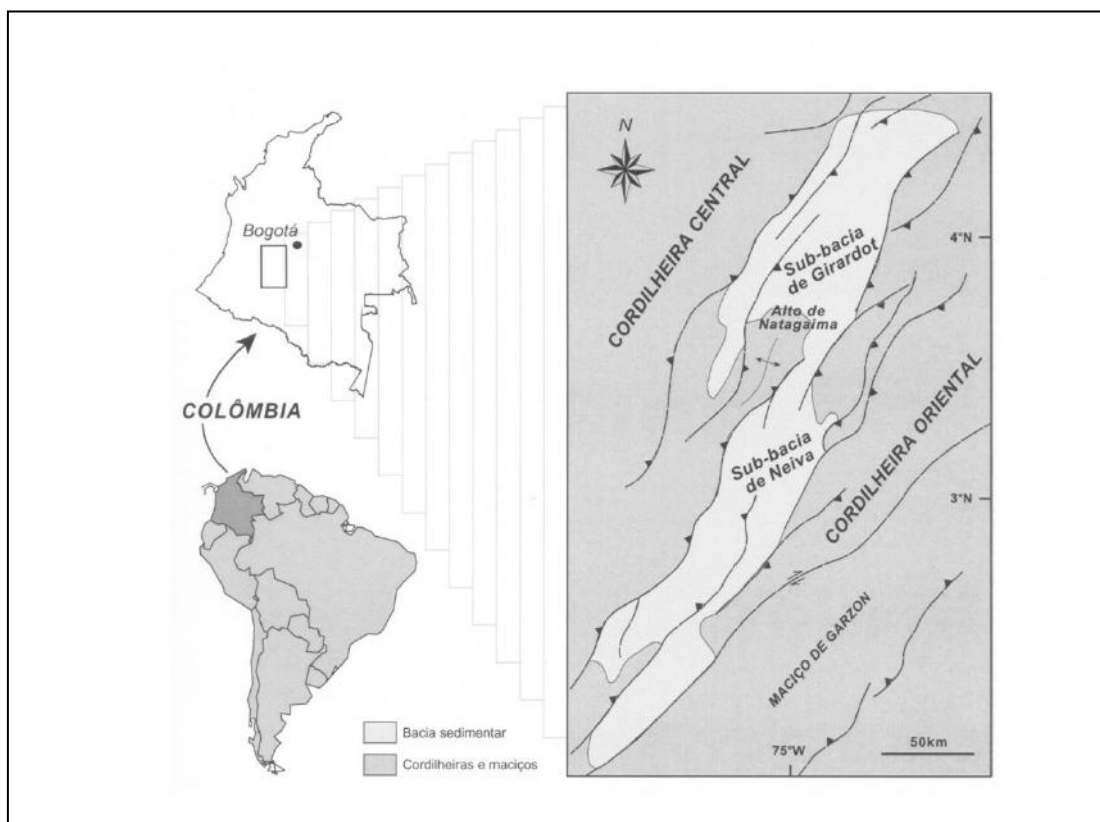 Bogotá
COLÔMBIA
Bacia sedimentar
Cordilheiras e maciços
N
CORDILHEIRA CENTRAL
Sub-bacia
de Girardot
4°N
Alto de
Natagaima
Sub-bacia
de Neiva
CORDILHEIRA ORIENTAL
3°N
MACIÇO DE GARZON
75°W
50km